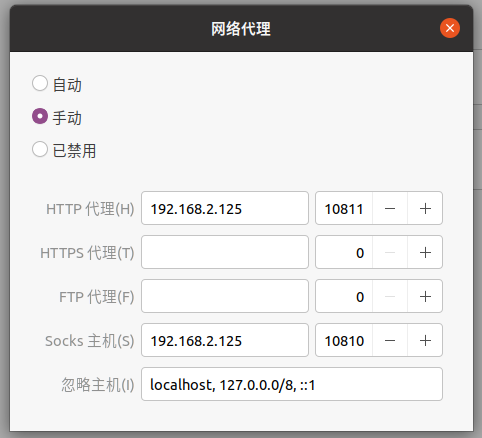 网络代理
自动
手动
已禁用
HTTP 代理(H) 192.168.2.125 10811 − +
HTTPS 代理(T) 0 − +
FTP 代理(F) 0 − +
Socks 主机(S) 192.168.2.125 10810 − +
忽略主机(I) localhost, 127.0.0.0/8, ::1